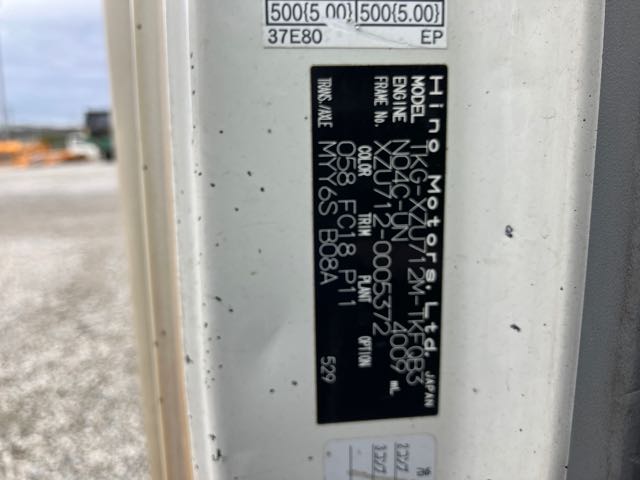 500{5.00} 500{5.00}
37E80 EP
Hino Motors, Ltd. JAPAN
MODEL TKG-XZU712M-TKFQB3
ENGINE N04C-UN 4009 mL
FRAME No. XZU712-0005372
COLOR TRIM PLANT OPTION
058 FC18 P11
TRANS./AXLE MYY6S B08A 529